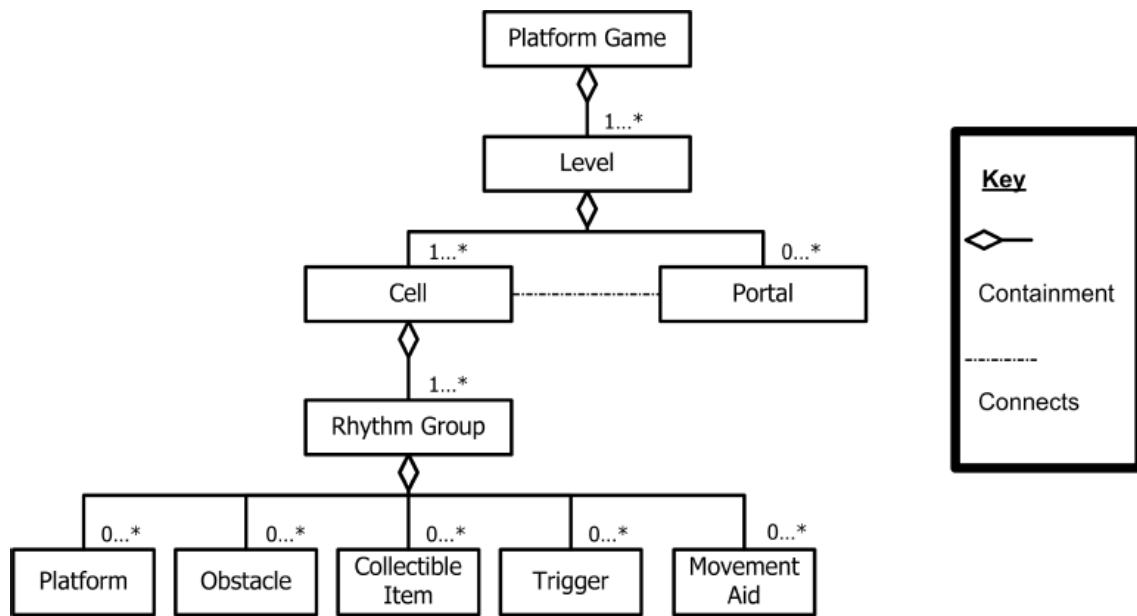 Platform Game
1...*
Level
1...*
0...*
Cell
Portal
1...*
Rhythm Group
0...*
0...*
0...*
0...*
0...*
Platform
Obstacle
Collectible
Item
Trigger
Movement
Aid
Key
Containment
Connects